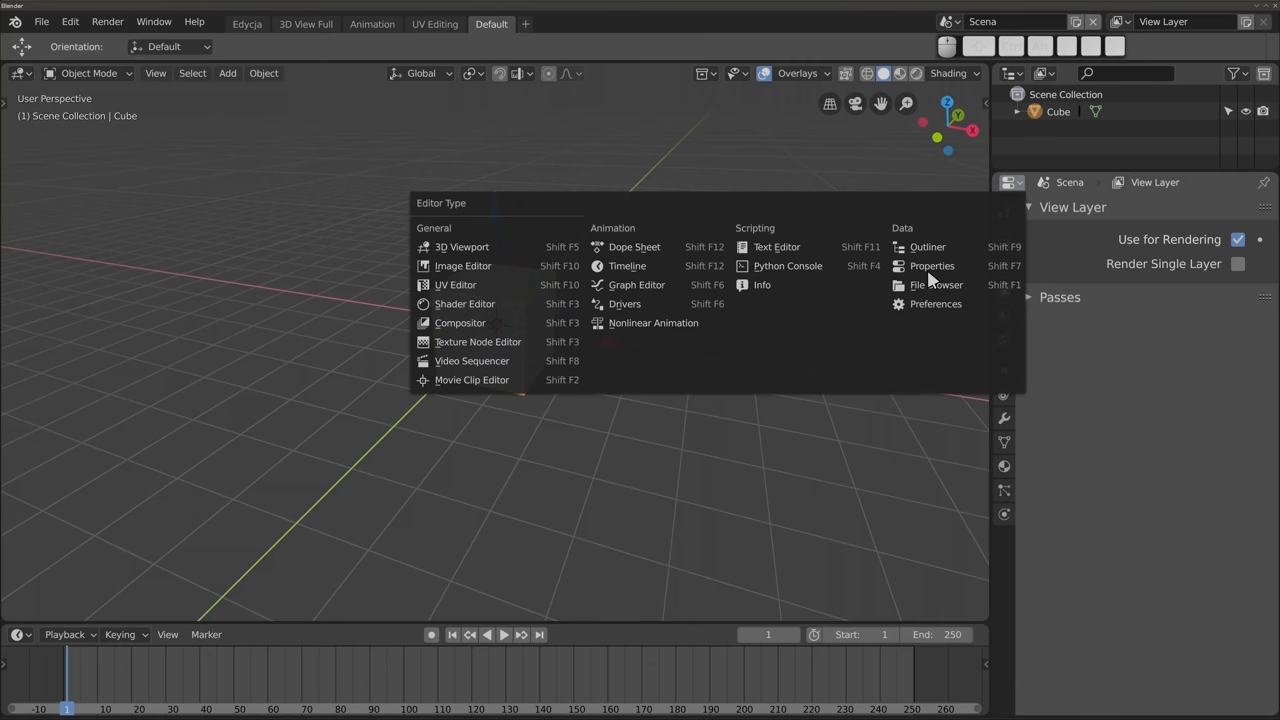 Blender
File Edit Render Window Help Edycja 3D View Full Animation UV Editing Default + Scena View Layer
Orientation: Default Ctrl Alt
Object Mode View Select Add Object Global Overlays Shading
User Perspective
(1) Scene Collection | Cube
Z
Y
X
Scene Collection
Cube
Scena View Layer
View Layer
Use for Rendering
Render Single Layer
Passes
Editor Type
General
3D Viewport Shift F5
Image Editor Shift F10
UV Editor Shift F10
Shader Editor Shift F3
Compositor Shift F3
Texture Node Editor Shift F3
Video Sequencer Shift F8
Movie Clip Editor Shift F2
Animation
Dope Sheet Shift F12
Timeline Shift F12
Graph Editor Shift F6
Drivers Shift F6
Nonlinear Animation
Scripting
Text Editor Shift F11
Python Console Shift F4
Info
Data
Outliner Shift F9
Properties Shift F7
File Browser Shift F1
Preferences
Playback Keying View Marker 1 Start: 1 End: 250
-10 1 10 20 30 40 50 60 70 80 90 100 110 120 130 140 150 160 170 180 190 200 210 220 230 240 250 260